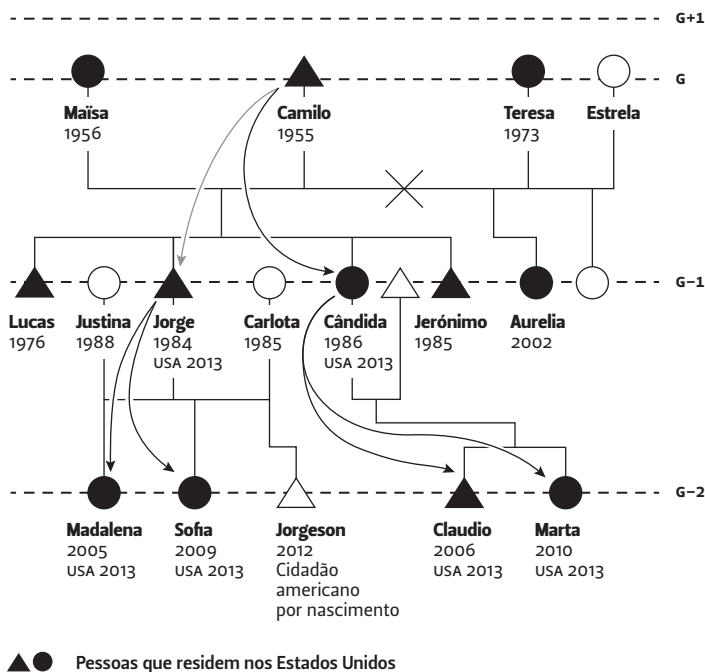 G+1
G
Maïsa
1956
Camilo
1955
Teresa
1973
Estrela
G–1
Lucas
1976
Justina
1988
Jorge
1984
USA 2013
Carlota
1985
Cândida
1986
USA 2013
Jerónimo
1985
Aurelia
2002
G–2
Madalena
2005
USA 2013
Sofia
2009
USA 2013
Jorgeson
2012
Cidadão
americano
por nascimento
Claudio
2006
USA 2013
Marta
2010
USA 2013
Pessoas que residem nos Estados Unidos